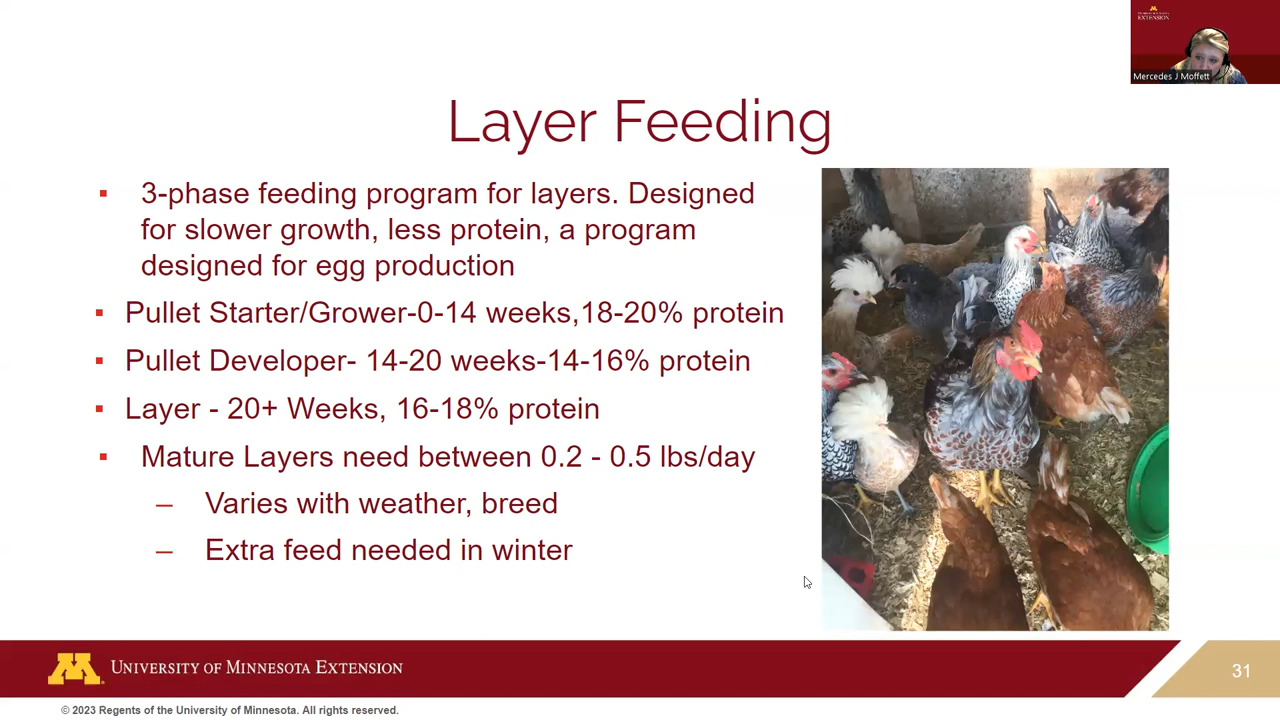 EXTENSION
Mercedes J Moffett
Layer Feeding
▪ 3-phase feeding program for layers. Designed
for slower growth, less protein, a program
designed for egg production
▪ Pullet Starter/Grower-0-14 weeks,18-20% protein
▪ Pullet Developer- 14-20 weeks-14-16% protein
▪ Layer - 20+ Weeks, 16-18% protein
▪ Mature Layers need between 0.2 - 0.5 lbs/day
– Varies with weather, breed
– Extra feed needed in winter
M UNIVERSITY OF MINNESOTA EXTENSION
31
© 2023 Regents of the University of Minnesota. All rights reserved.